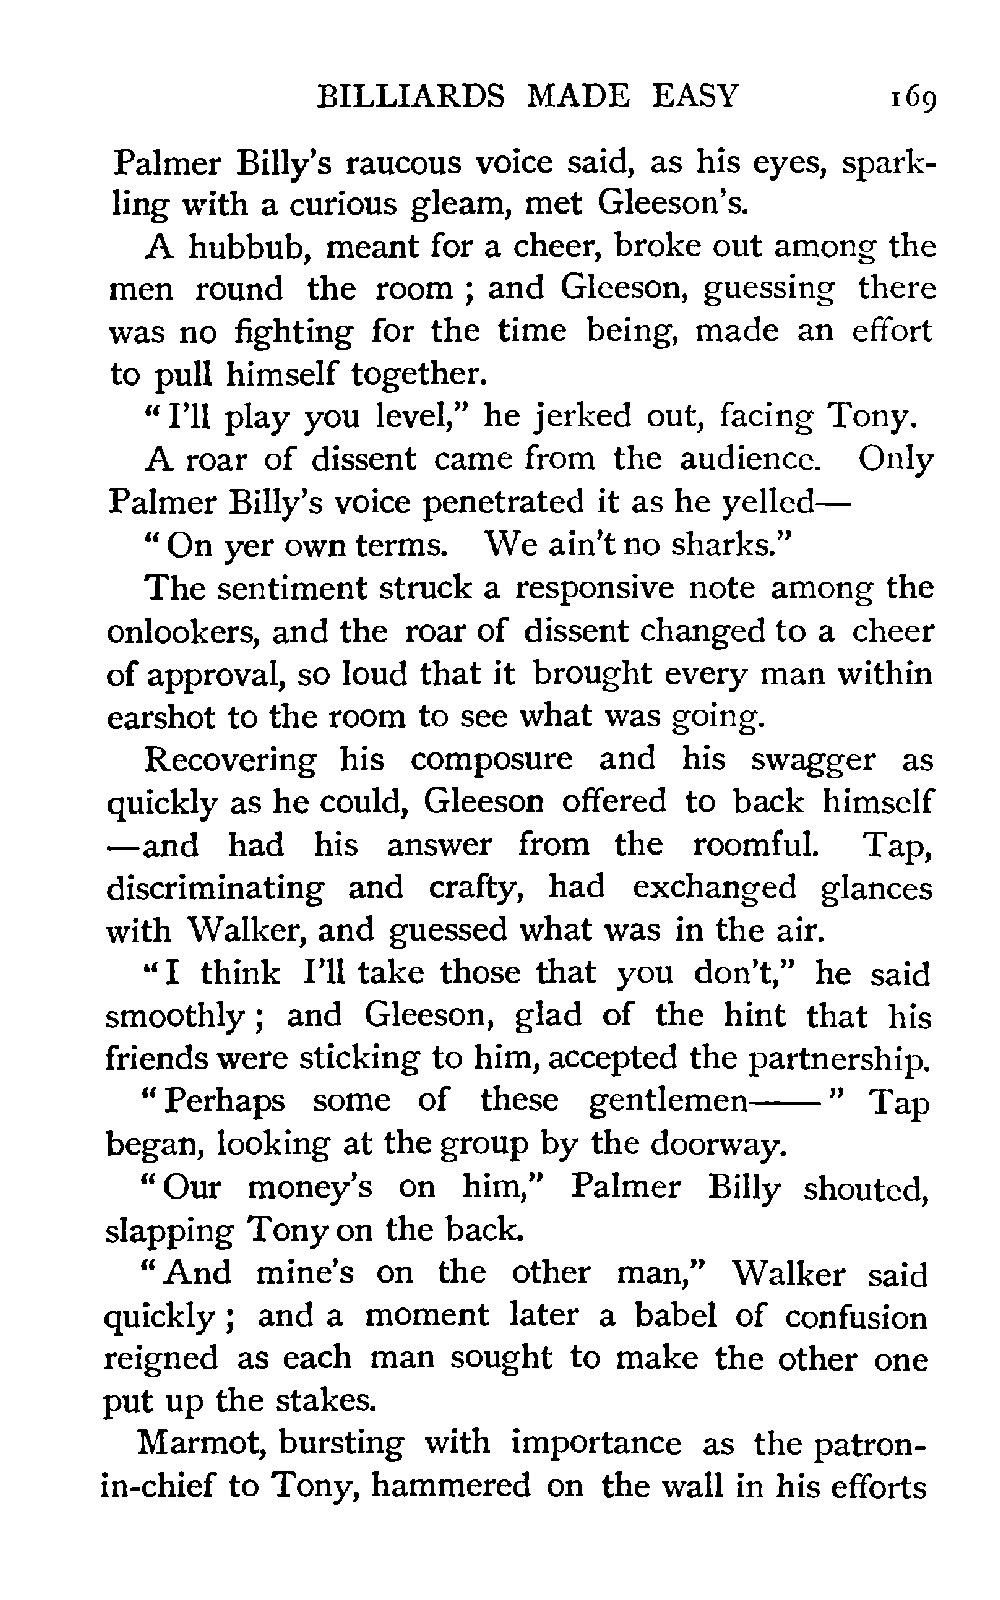 BILLIARDS MADE EASY 169
Palmer Billy's raucous voice said, as his eyes, spark-
ling with a curious gleam, met Gleeson's.
A hubbub, meant for a cheer, broke out among the
men round the room ; and Gleeson, guessing there
was no fighting for the time being, made an effort
to pull himself together.
“ I'll play you level,” he jerked out, facing Tony.
A roar of dissent came from the audience. Only
Palmer Billy's voice penetrated it as he yelled—
“ On yer own terms. We ain't no sharks.”
The sentiment struck a responsive note among the
onlookers, and the roar of dissent changed to a cheer
of approval, so loud that it brought every man within
earshot to the room to see what was going.
Recovering his composure and his swagger as
quickly as he could, Gleeson offered to back himself
—and had his answer from the roomful. Tap,
discriminating and crafty, had exchanged glances
with Walker, and guessed what was in the air.
“ I think I'll take those that you don't,” he said
smoothly ; and Gleeson, glad of the hint that his
friends were sticking to him, accepted the partnership.
“ Perhaps some of these gentlemen—— ” Tap
began, looking at the group by the doorway.
“ Our money's on him,” Palmer Billy shouted,
slapping Tony on the back.
“ And mine's on the other man,” Walker said
quickly ; and a moment later a babel of confusion
reigned as each man sought to make the other one
put up the stakes.
Marmot, bursting with importance as the patron-
in-chief to Tony, hammered on the wall in his efforts